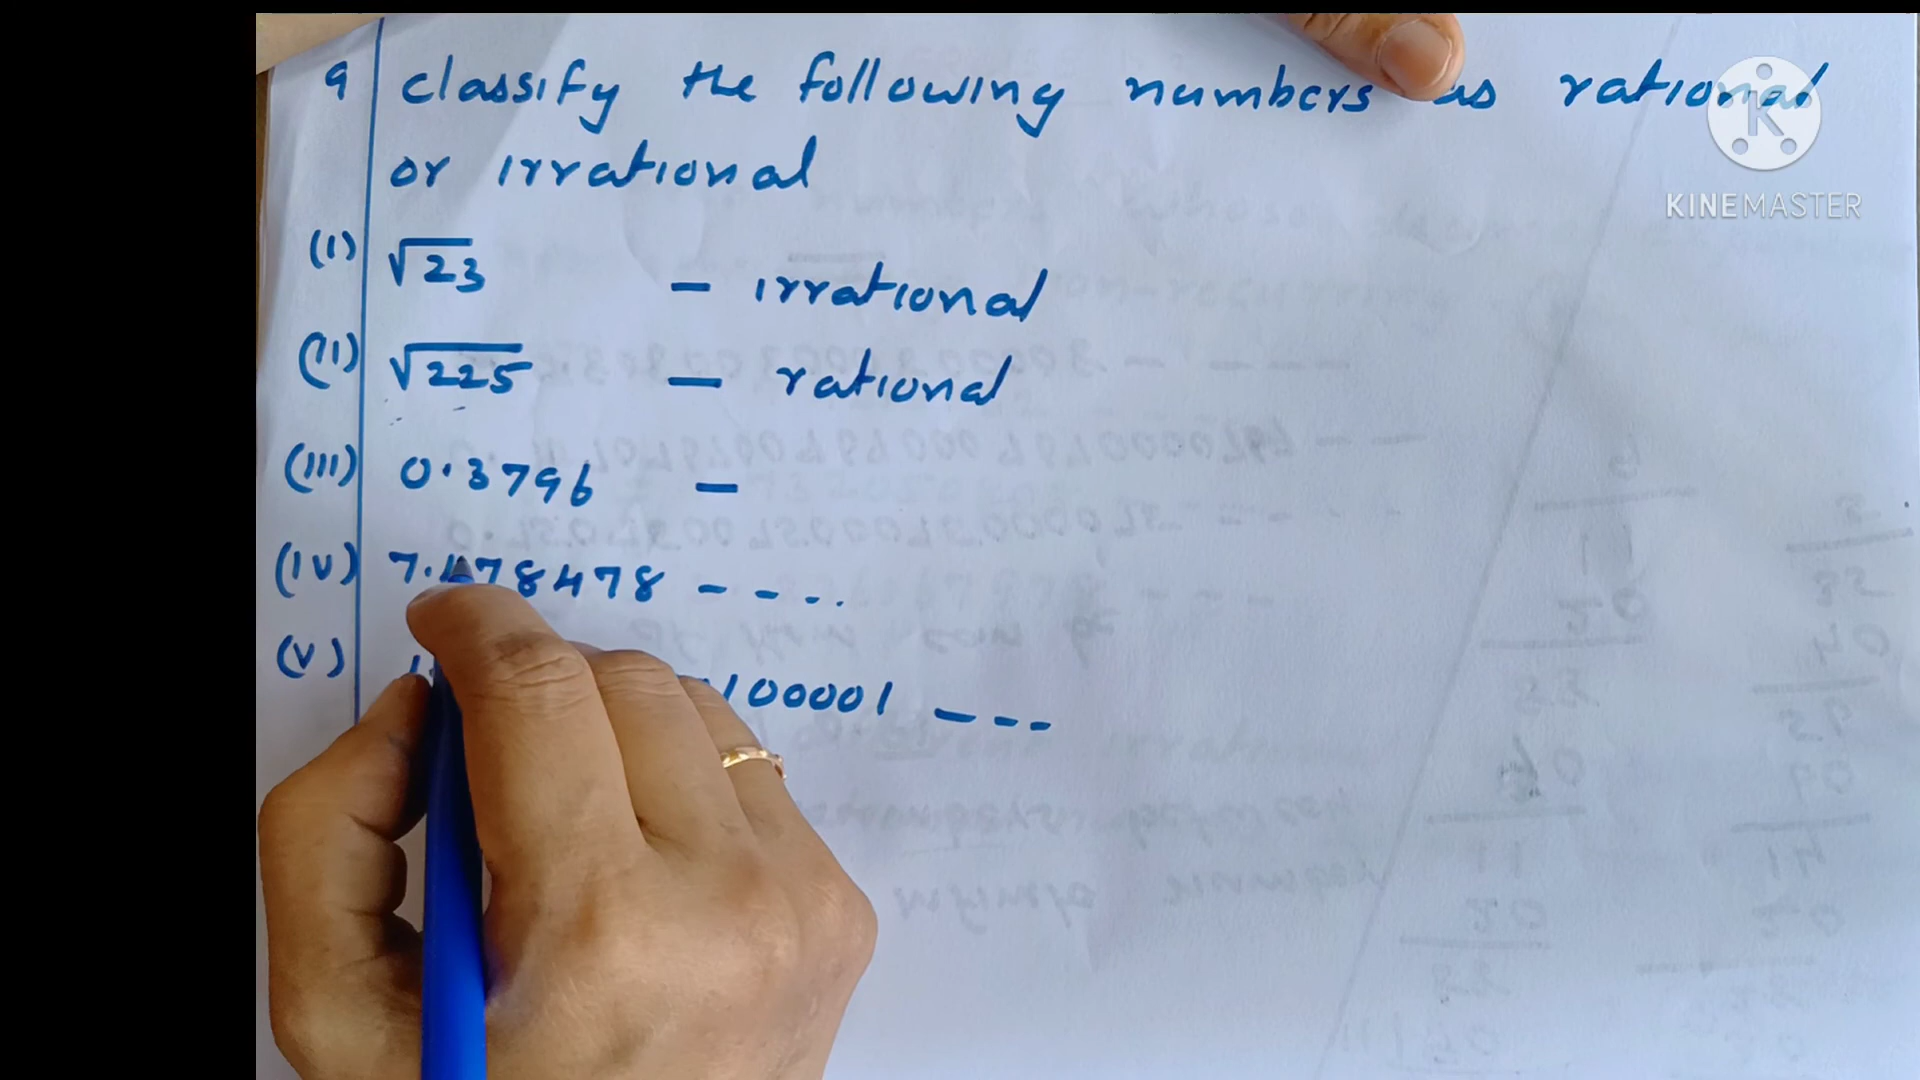 9 classify the following numbers as rational
or irrational
(i) √23 - irrational
(ii) √225 - rational
(iii) 0.3796 -
(iv) 7.478478 - - - .
(v) 100001 - - -
KINEMASTER